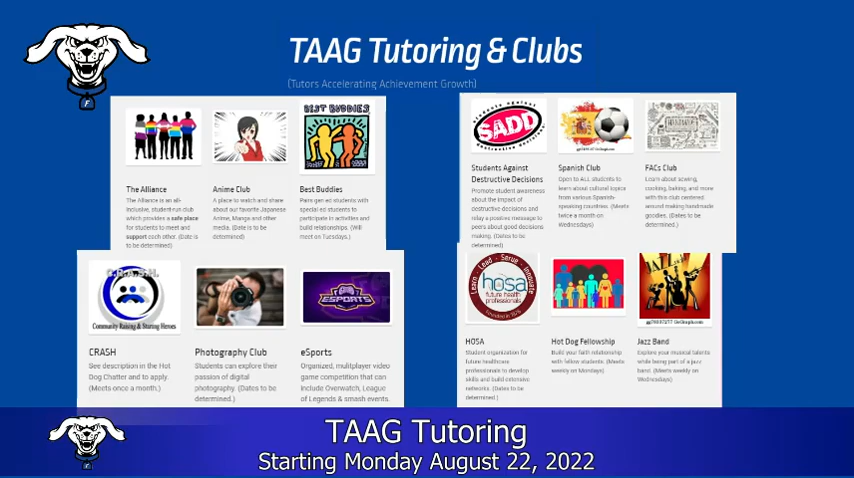 TAAG Tutoring & Clubs
(Tutors Accelerating Achievement Growth)
The Alliance
The Alliance is an all-
inclusive, student-run club
which provides a safe place
for students to meet and
support each other. (Date is
to be determined)
Anime Club
A place to watch and share
about our favorite Japanese
Anime, Manga and other
media. (Date is to be
determined)
BEST BUDDIES
Best Buddies
Pairs gen ed students with
special ed students to
participate in activities and
build relationships. (Will
meet on Tuesdays.)
students against
SADD
destructive decisions
Students Against
Destructive Decisions
Promote student awareness
about the impact of
destructive decisions and
relay a positive message to
peers about good decisions
making. (Dates to be
determined)
Spanish Club
Open to ALL students to
learn about cultural topics
from various Spanish-
speaking countries. (Meets
twice a month on
Wednesdays)
FACs Club
Learn about sewing,
cooking, baking, and more
with this club centered
around making handmade
goodies. (Dates to be
determined.)
C.R.A.S.H.
Community Raising & Starting Heroes
CRASH
See description in the Hot
Dog Chatter and to apply.
(Meets once a month.)
Photography Club
Students can explore their
passion of digital
photography. (Dates to be
determined.)
ESPORTS
eSports
Organized, mulitplayer video
game competition that can
include Overwatch, League
of Legends & smash events.
Learn - Lead - Serve - Innovate
hosa
future health
professionals
HOSA
Student organization for
future healthcare
professionals to develop
skills and build extensive
networks. (Dates to be
determined.)
Hot Dog Fellowship
Build your faith relationship
with fellow students. (Meets
weekly on Mondays).
Jazz Band
Explore your musical talents
while being part of a jazz
band. (Meets weekly on
Wednesdays)
TAAG Tutoring
Starting Monday August 22, 2022